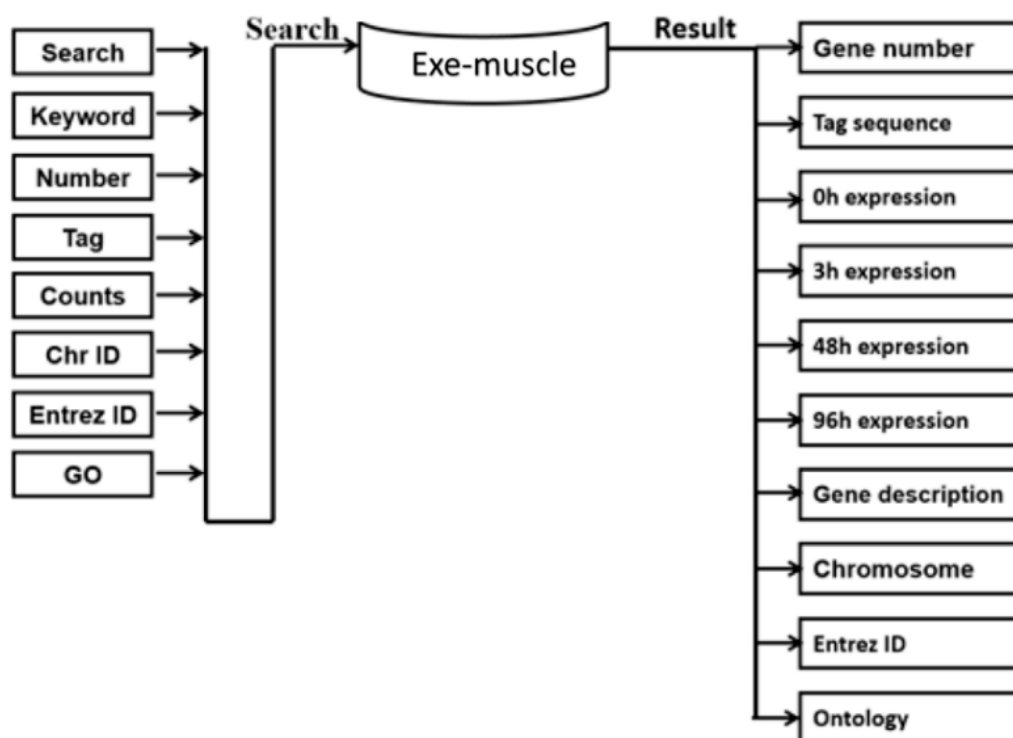 Search
Keyword
Number
Tag
Counts
Chr ID
Entrez ID
GO
Search
Exe-muscle
Result
Gene number
Tag sequence
0h expression
3h expression
48h expression
96h expression
Gene description
Chromosome
Entrez ID
Ontology